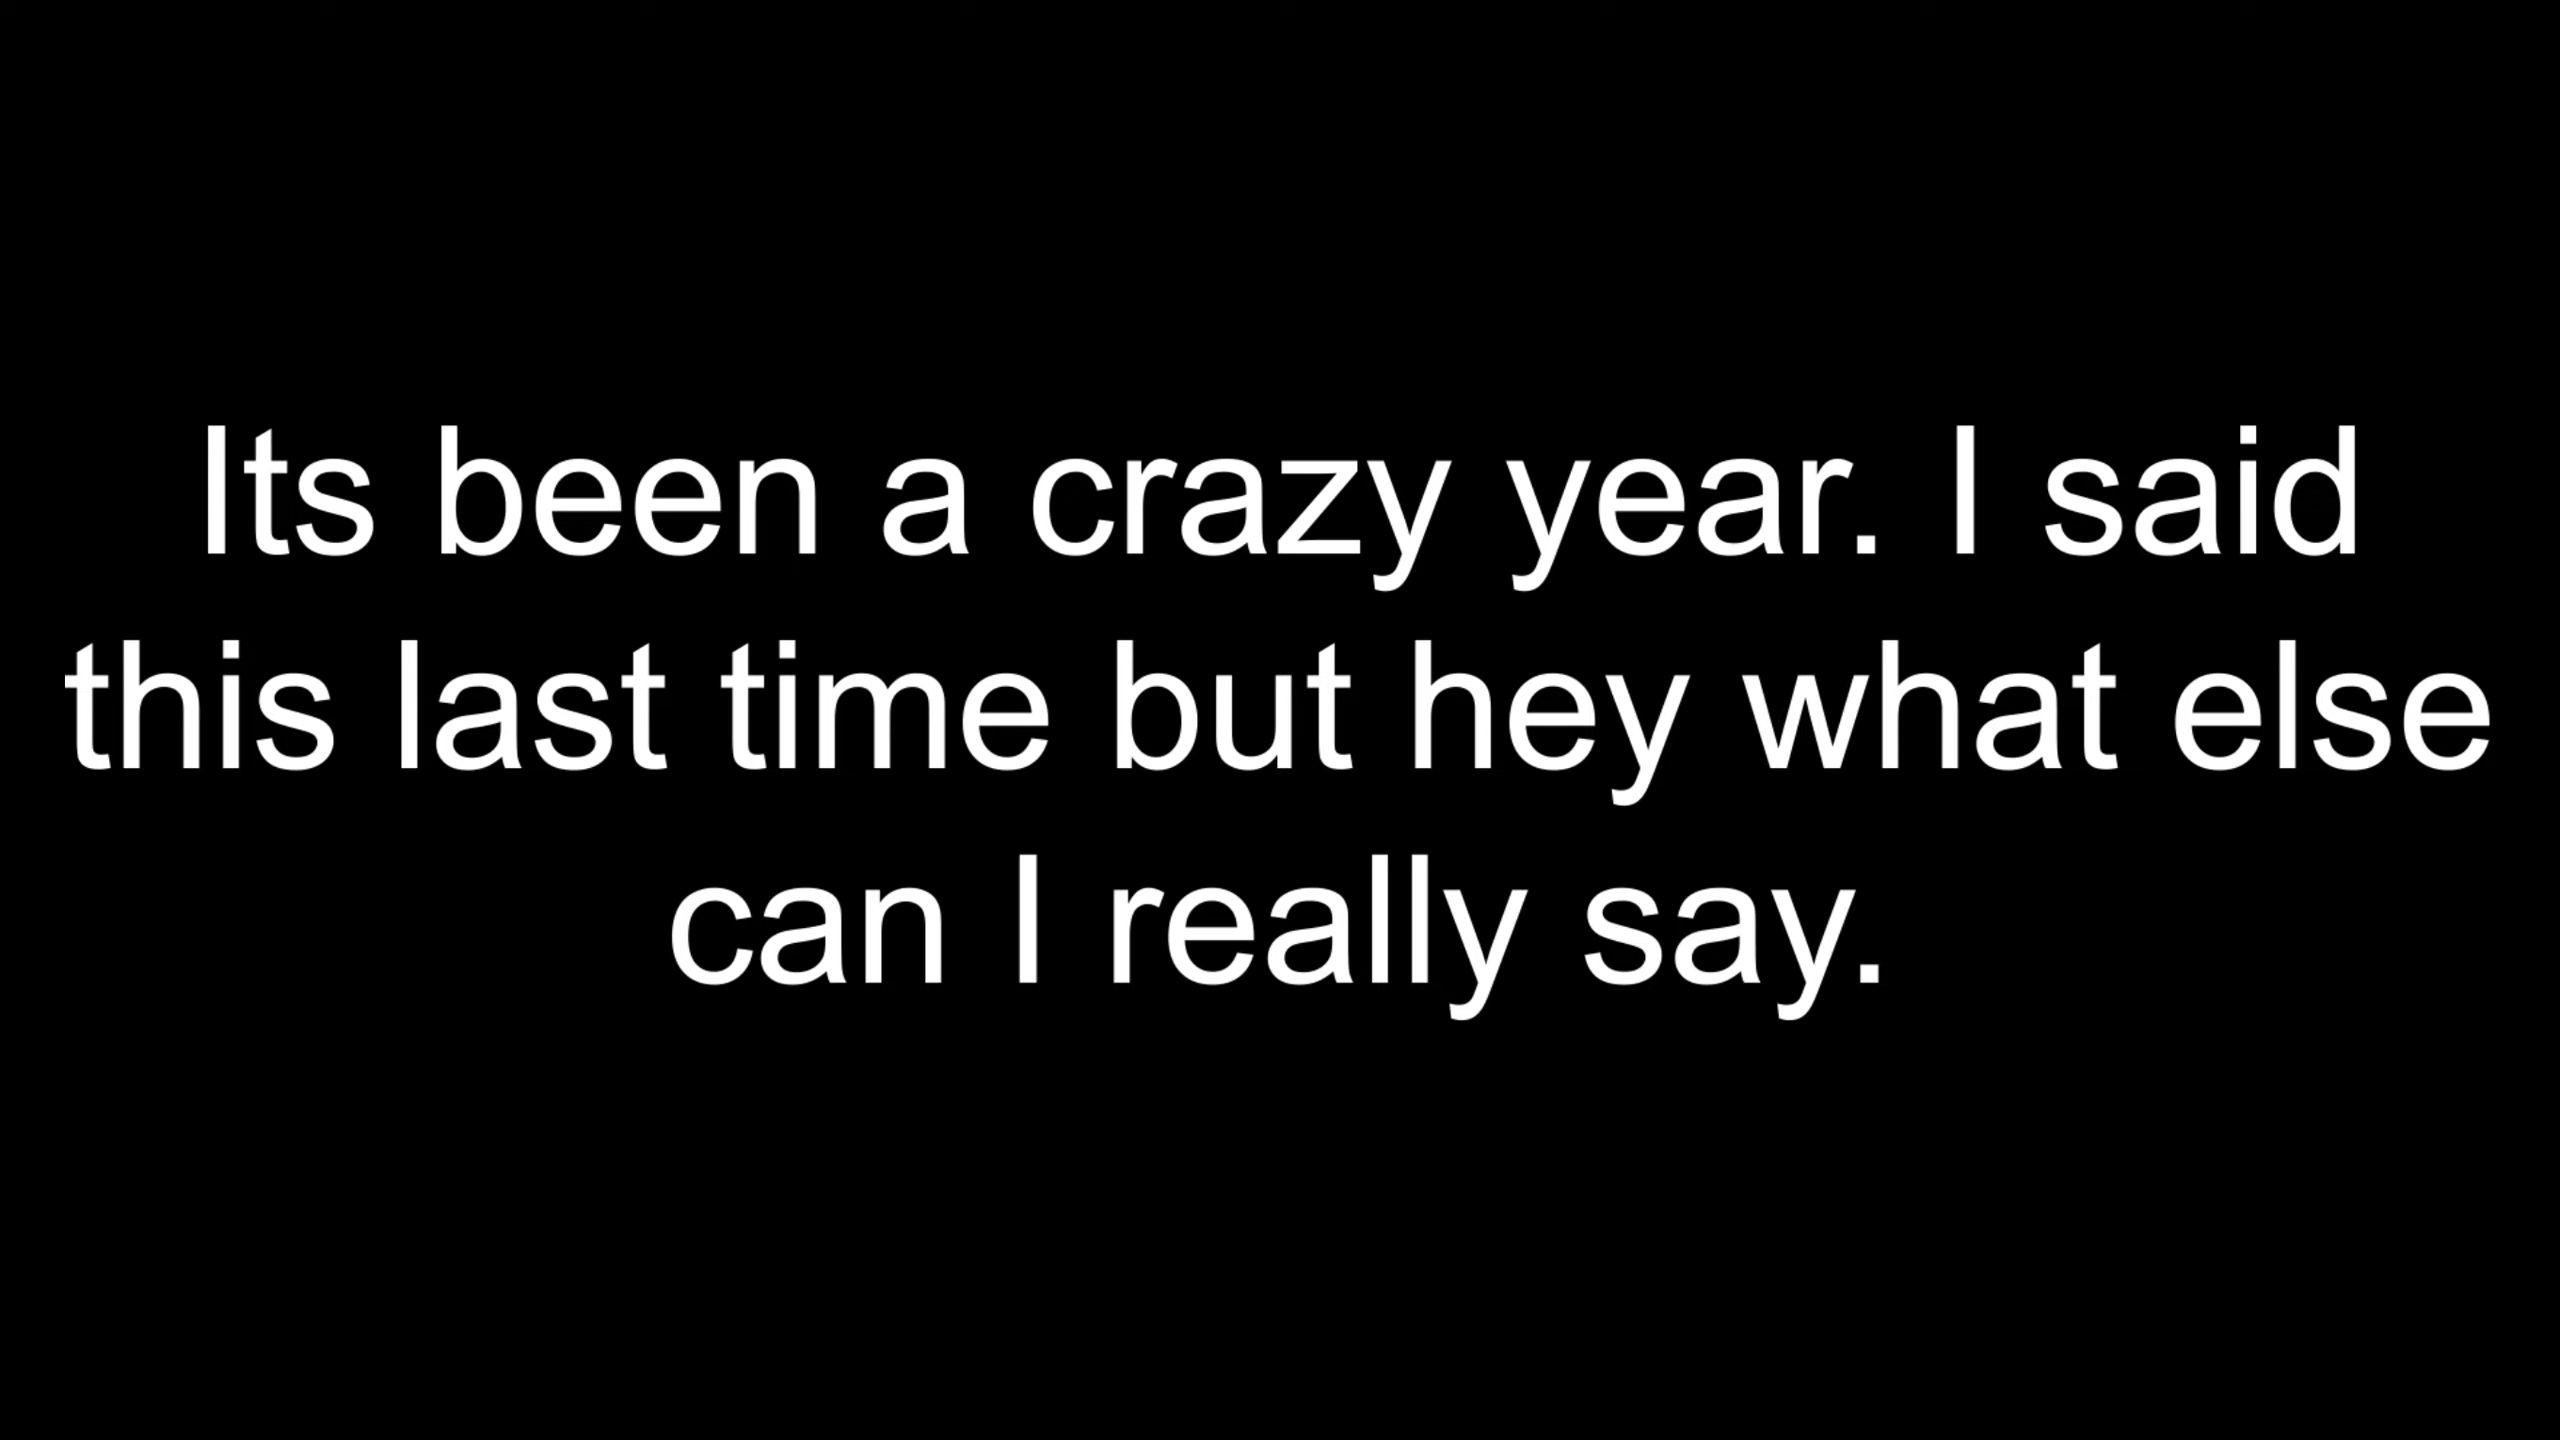 Its been a crazy year. I said
this last time but hey what else
can I really say.